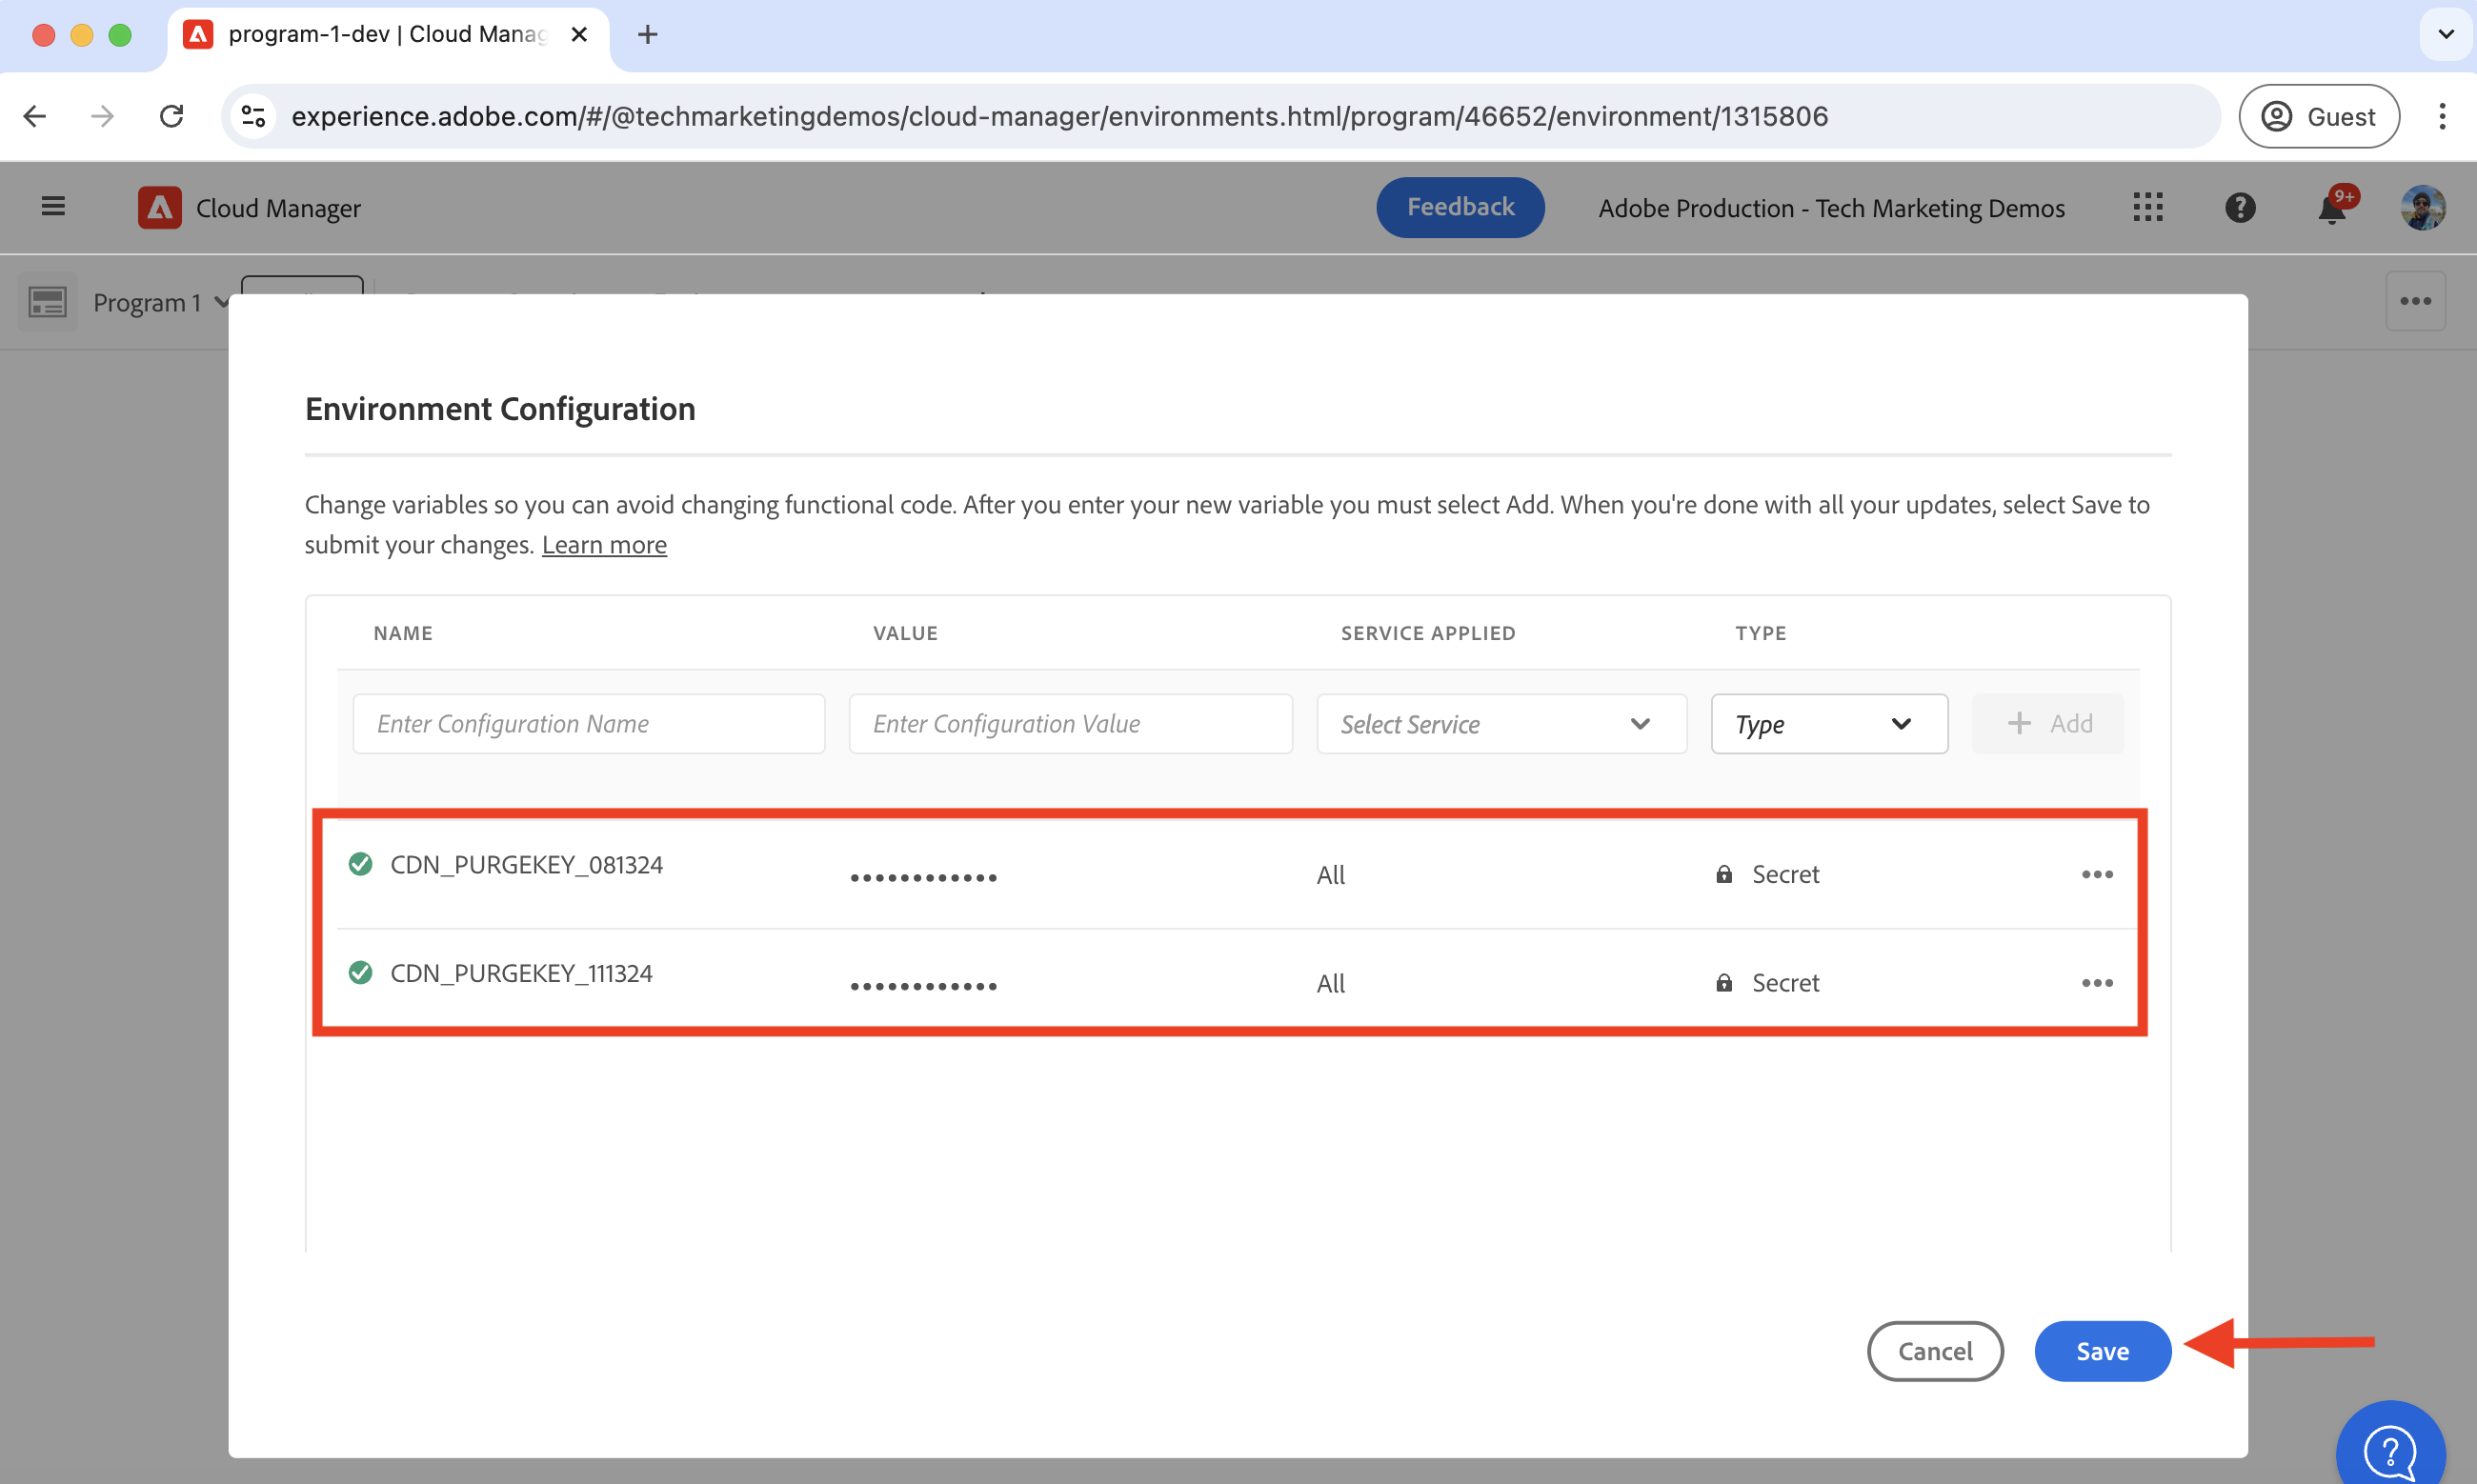 program-1-dev | Cloud Manag
experience.adobe.com/#/@techmarketingdemos/cloud-manager/environments.html/program/46652/environment/1315806
Guest
Cloud Manager
Feedback
Adobe Production - Tech Marketing Demos
9+
Program 1
Environment Configuration
Change variables so you can avoid changing functional code. After you enter your new variable you must select Add. When you're done with all your updates, select Save to
submit your changes. Learn more
NAME VALUE SERVICE APPLIED TYPE
Enter Configuration Name Enter Configuration Value Select Service Type + Add
CDN_PURGEKEY_081324 •••••••••••• All Secret
CDN_PURGEKEY_111324 •••••••••••• All Secret
Cancel Save